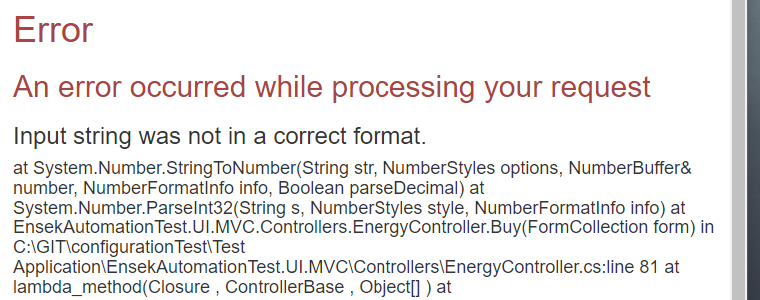 Error
An error occurred while processing your request
Input string was not in a correct format.
at System.Number.StringToNumber(String str, NumberStyles options, NumberBuffer&
number, NumberFormatInfo info, Boolean parseDecimal) at
System.Number.ParseInt32(String s, NumberStyles style, NumberFormatInfo info) at
EnsekAutomationTest.UI.MVC.Controllers.EnergyController.Buy(FormCollection form) in
C:\GIT\configurationTest\Test
Application\EnsekAutomationTest.UI.MVC\Controllers\EnergyController.cs:line 81 at
lambda_method(Closure , ControllerBase , Object[] ) at